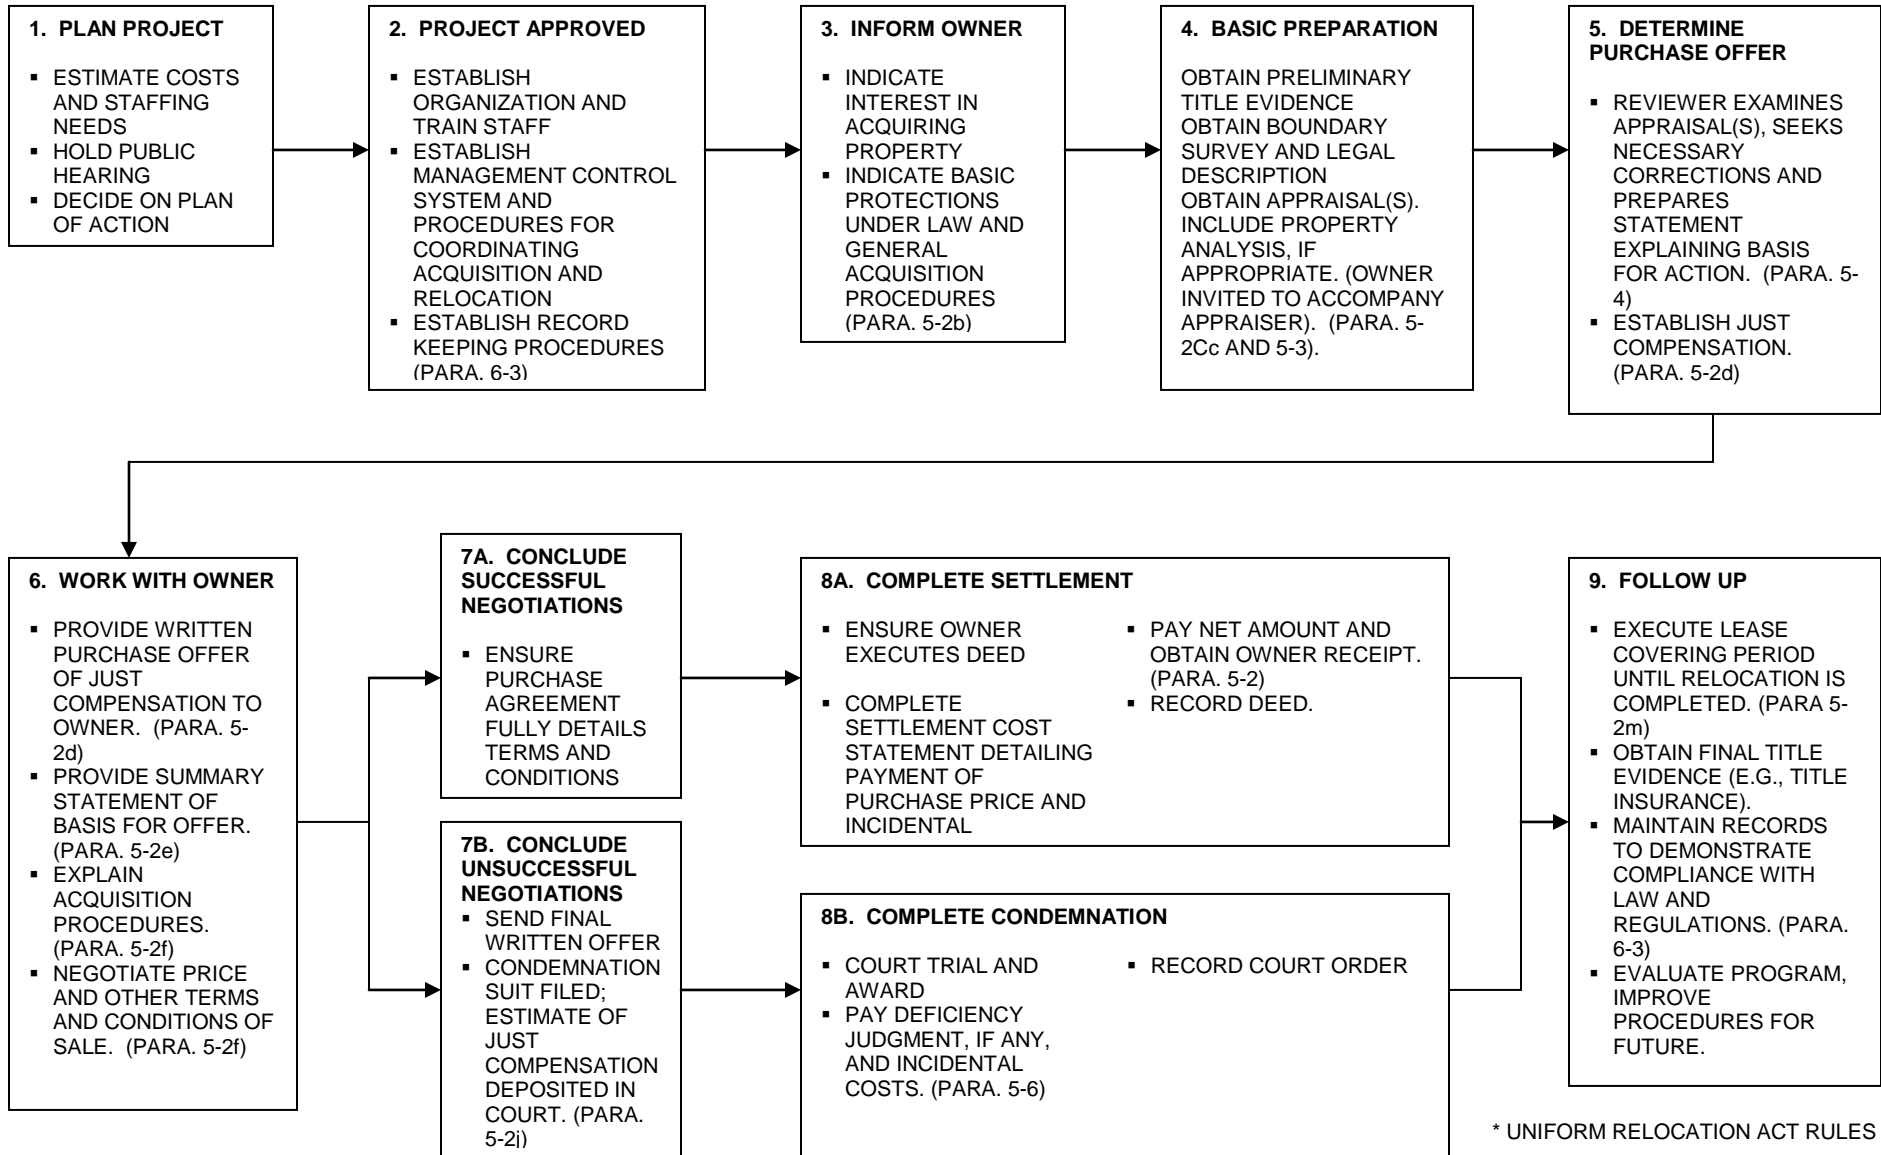 1. PLAN PROJECT
▪ ESTIMATE COSTS
AND STAFFING
NEEDS
▪ HOLD PUBLIC
HEARING
▪ DECIDE ON PLAN
OF ACTION
2. PROJECT APPROVED
▪ ESTABLISH
ORGANIZATION AND
TRAIN STAFF
▪ ESTABLISH
MANAGEMENT CONTROL
SYSTEM AND
PROCEDURES FOR
COORDINATING
ACQUISITION AND
RELOCATION
▪ ESTABLISH RECORD
KEEPING PROCEDURES
(PARA. 6-3)
3. INFORM OWNER
▪ INDICATE
INTEREST IN
ACQUIRING
PROPERTY
▪ INDICATE BASIC
PROTECTIONS
UNDER LAW AND
GENERAL
ACQUISITION
PROCEDURES
(PARA. 5-2b)
4. BASIC PREPARATION
OBTAIN PRELIMINARY
TITLE EVIDENCE
OBTAIN BOUNDARY
SURVEY AND LEGAL
DESCRIPTION
OBTAIN APPRAISAL(S).
INCLUDE PROPERTY
ANALYSIS, IF
APPROPRIATE. (OWNER
INVITED TO ACCOMPANY
APPRAISER). (PARA. 5-
2Cc AND 5-3).
5. DETERMINE
PURCHASE OFFER
▪ REVIEWER EXAMINES
APPRAISAL(S), SEEKS
NECESSARY
CORRECTIONS AND
PREPARES
STATEMENT
EXPLAINING BASIS
FOR ACTION. (PARA. 5-
4)
▪ ESTABLISH JUST
COMPENSATION.
(PARA. 5-2d)
6. WORK WITH OWNER
▪ PROVIDE WRITTEN
PURCHASE OFFER
OF JUST
COMPENSATION TO
OWNER. (PARA. 5-
2d)
▪ PROVIDE SUMMARY
STATEMENT OF
BASIS FOR OFFER.
(PARA. 5-2e)
▪ EXPLAIN
ACQUISITION
PROCEDURES.
(PARA. 5-2f)
▪ NEGOTIATE PRICE
AND OTHER TERMS
AND CONDITIONS OF
SALE. (PARA. 5-2f)
7A. CONCLUDE
SUCCESSFUL
NEGOTIATIONS
▪ ENSURE
PURCHASE
AGREEMENT
FULLY DETAILS
TERMS AND
CONDITIONS
7B. CONCLUDE
UNSUCCESSFUL
NEGOTIATIONS
▪ SEND FINAL
WRITTEN OFFER
▪ CONDEMNATION
SUIT FILED;
ESTIMATE OF
JUST
COMPENSATION
DEPOSITED IN
COURT. (PARA.
5-2j)
8A. COMPLETE SETTLEMENT
▪ ENSURE OWNER
EXECUTES DEED
▪ COMPLETE
SETTLEMENT COST
STATEMENT DETAILING
PAYMENT OF
PURCHASE PRICE AND
INCIDENTAL
▪ PAY NET AMOUNT AND
OBTAIN OWNER RECEIPT.
(PARA. 5-2)
▪ RECORD DEED.
8B. COMPLETE CONDEMNATION
▪ COURT TRIAL AND
AWARD
▪ PAY DEFICIENCY
JUDGMENT, IF ANY,
AND INCIDENTAL
COSTS. (PARA. 5-6)
▪ RECORD COURT ORDER
9. FOLLOW UP
▪ EXECUTE LEASE
COVERING PERIOD
UNTIL RELOCATION IS
COMPLETED. (PARA 5-
2m)
▪ OBTAIN FINAL TITLE
EVIDENCE (E.G., TITLE
INSURANCE).
▪ MAINTAIN RECORDS
TO DEMONSTRATE
COMPLIANCE WITH
LAW AND
REGULATIONS. (PARA.
6-3)
▪ EVALUATE PROGRAM,
IMPROVE
PROCEDURES FOR
FUTURE.
* UNIFORM RELOCATION ACT RULES